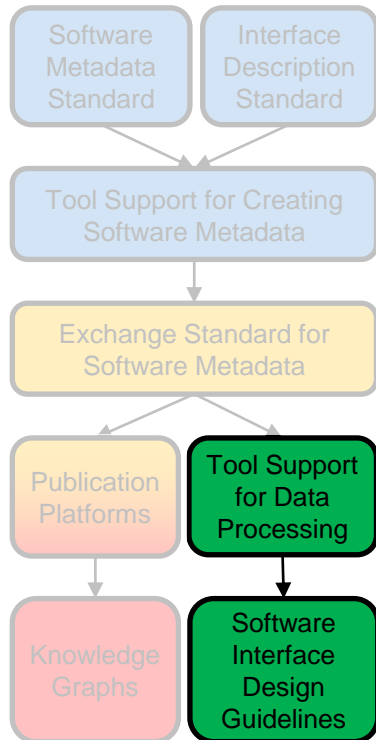 Software
Metadata
Standard
Interface
Description
Standard
Tool Support for Creating
Software Metadata
Exchange Standard for
Software Metadata
Publication
Platforms
Tool Support
for Data
Processing
Knowledge
Graphs
Software
Interface
Design
Guidelines